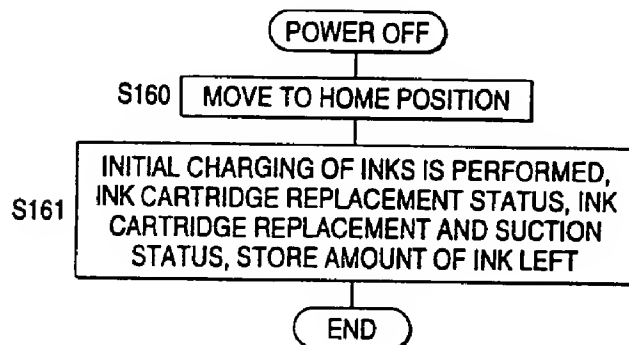 POWER OFF
S160 MOVE TO HOME POSITION
INITIAL CHARGING OF INKS IS PERFORMED,
INK CARTRIDGE REPLACEMENT STATUS, INK
S161 CARTRIDGE REPLACEMENT AND SUCTION
STATUS, STORE AMOUNT OF INK LEFT
END